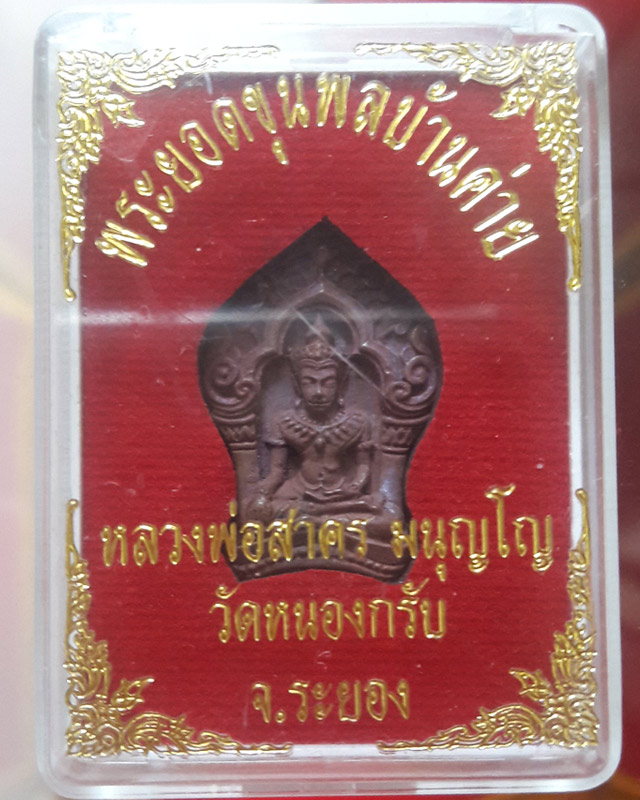 พระยอดขุนพลบ้านค่าย
หลวงพ่อสาคร มนุญโญ
วัดหนองกรับ
จ.ระยอง